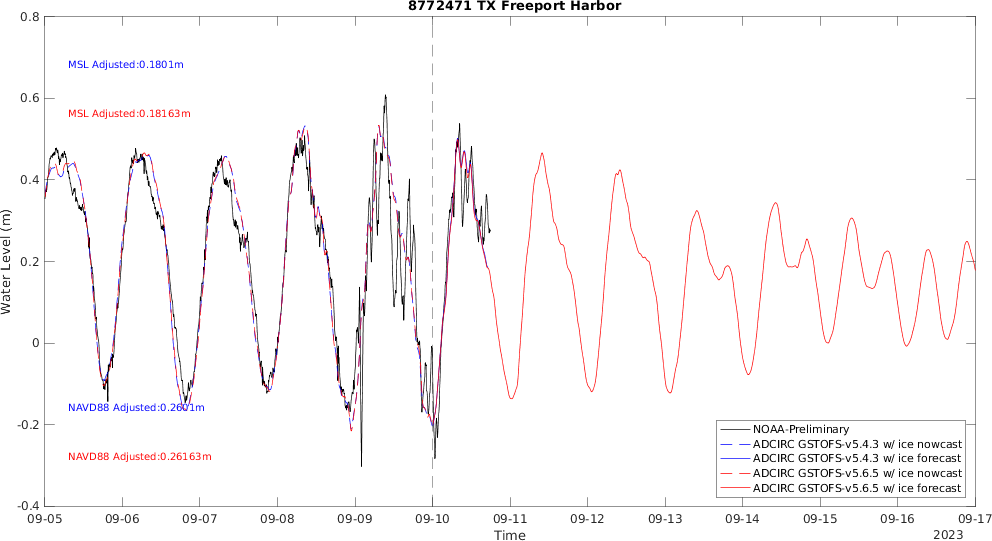 8772471 TX Freeport Harbor
Water Level (m)
0.8
0.6
0.4
0.2
0
-0.2
-0.4
MSL Adjusted:0.1801m
MSL Adjusted:0.18163m
NAVD88 Adjusted:0.2601m
NAVD88 Adjusted:0.26163m
NOAA-Preliminary
ADCIRC GSTOFS-v5.4.3 w/ ice nowcast
ADCIRC GSTOFS-v5.4.3 w/ ice forecast
ADCIRC GSTOFS-v5.6.5 w/ ice nowcast
ADCIRC GSTOFS-v5.6.5 w/ ice forecast
09-05 09-06 09-07 09-08 09-09 09-10 09-11 09-12 09-13 09-14 09-15 09-16 09-17
Time
2023